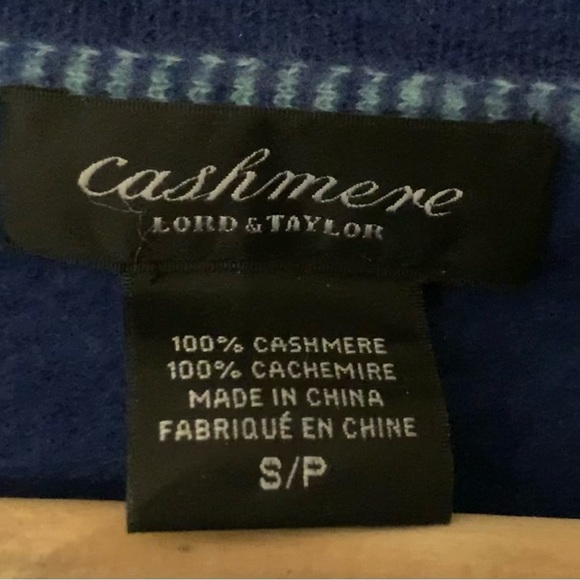 cashmere
LORD & TAYLOR
100% CASHMERE
100% CACHEMIRE
MADE IN CHINA
FABRIQUÉ EN CHINE
S/P